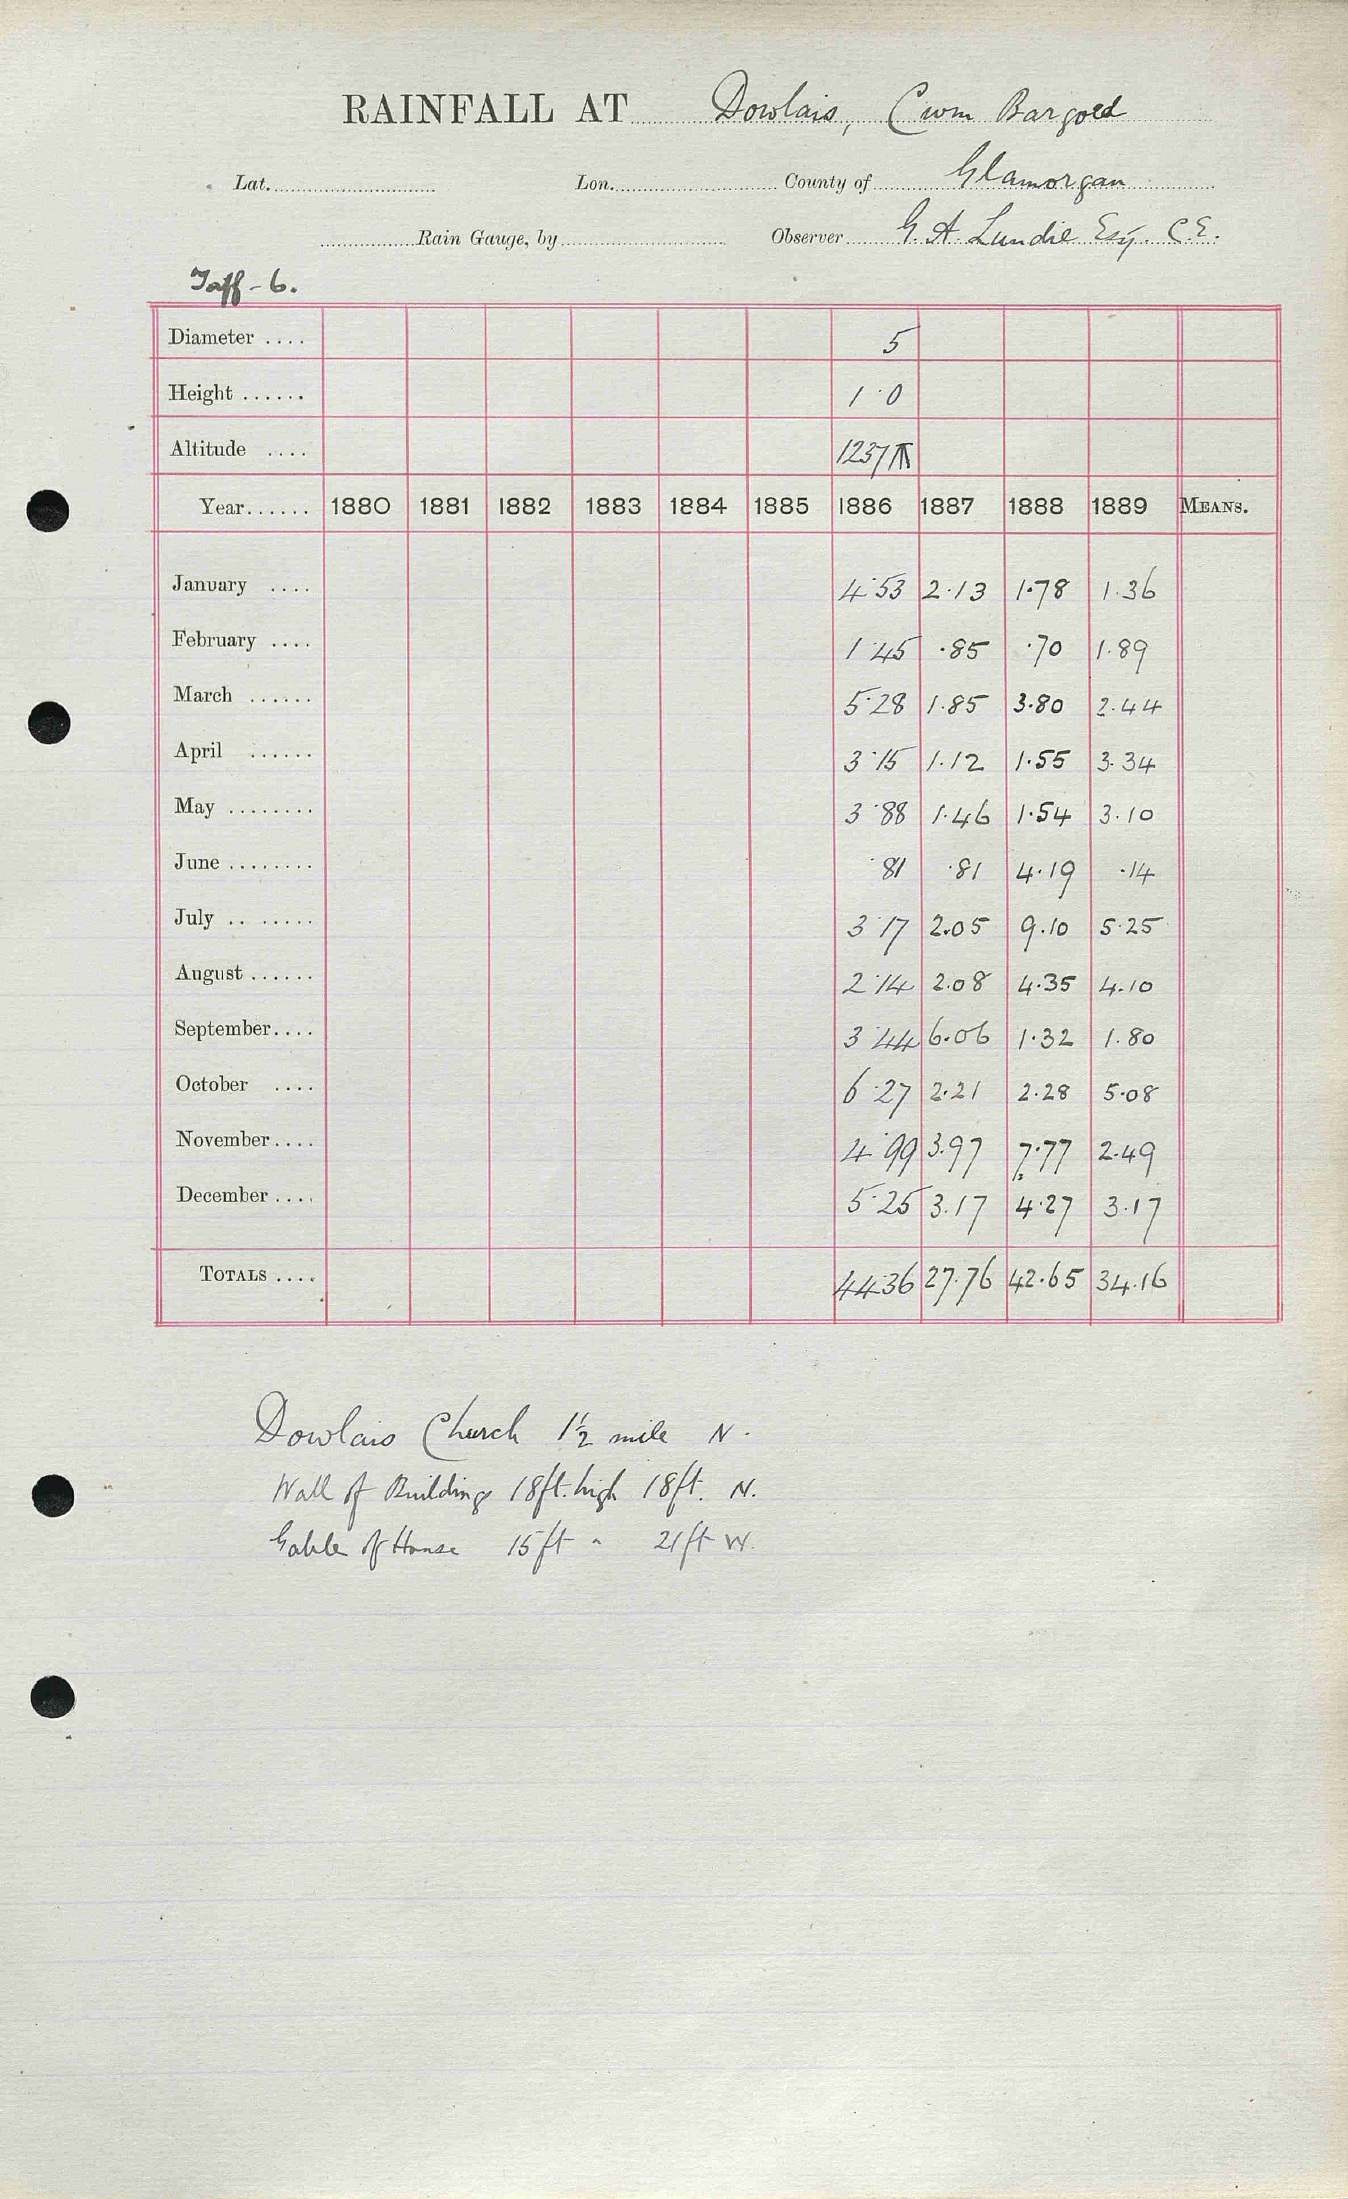 RAINFALL AT Dowlais, Cwm Bargoed
Lat. Lon. County of Glamorgan
Rain Gauge, by Observer G. A. Lundie Esq. C.E.
Taff - 6.
Diameter .... 5
Height ...... 1·0
Altitude .... 1237
Year...... 1880 1881 1882 1883 1884 1885 1886 1887 1888 1889 MEANS.
January .... 4·53 2·13 1·78 1·36
February .... 1·45 ·85 ·70 1·89
March ...... 5·28 1·85 3·80 2·44
April ...... 3·15 1·12 1·55 3·34
May ........ 3·88 1·46 1·54 3·10
June ........ ·81 ·81 4·19 ·14
July .. ...... 3·17 2·05 9·10 5·25
August ...... 2·14 2·08 4·35 4·10
September.... 3·44 6·06 1·32 1·80
October .... 6·27 2·21 2·28 5·08
November.... 4·99 3·97 7·77 2·49
December .... 5·25 3·17 4·27 3·17
TOTALS .... 44·36 27·76 42·65 34·16
Dowlais Church 1½ mile N.
Wall of Buildings 18ft. high 18ft. N.
Gable of House 15ft " 21ft W.